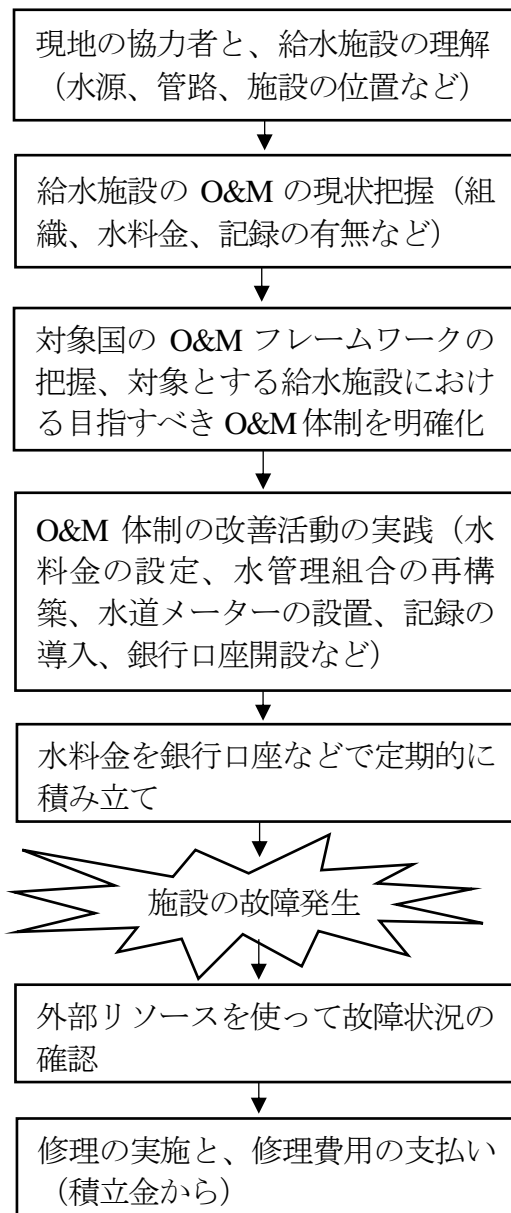 現地の協力者と、給水施設の理解
（水源、管路、施設の位置など）
給水施設の O&M の現状把握（組
織、水料金、記録の有無など）
対象国の O&M フレームワークの
把握、対象とする給水施設におけ
る目指すべき O&M 体制を明確化
O&M 体制の改善活動の実践（水
料金の設定、水管理組合の再構
築、水道メーターの設置、記録の
導入、銀行口座開設など）
水料金を銀行口座などで定期的に
積み立て
施設の故障発生
外部リソースを使って故障状況の
確認
修理の実施と、修理費用の支払い
（積立金から）